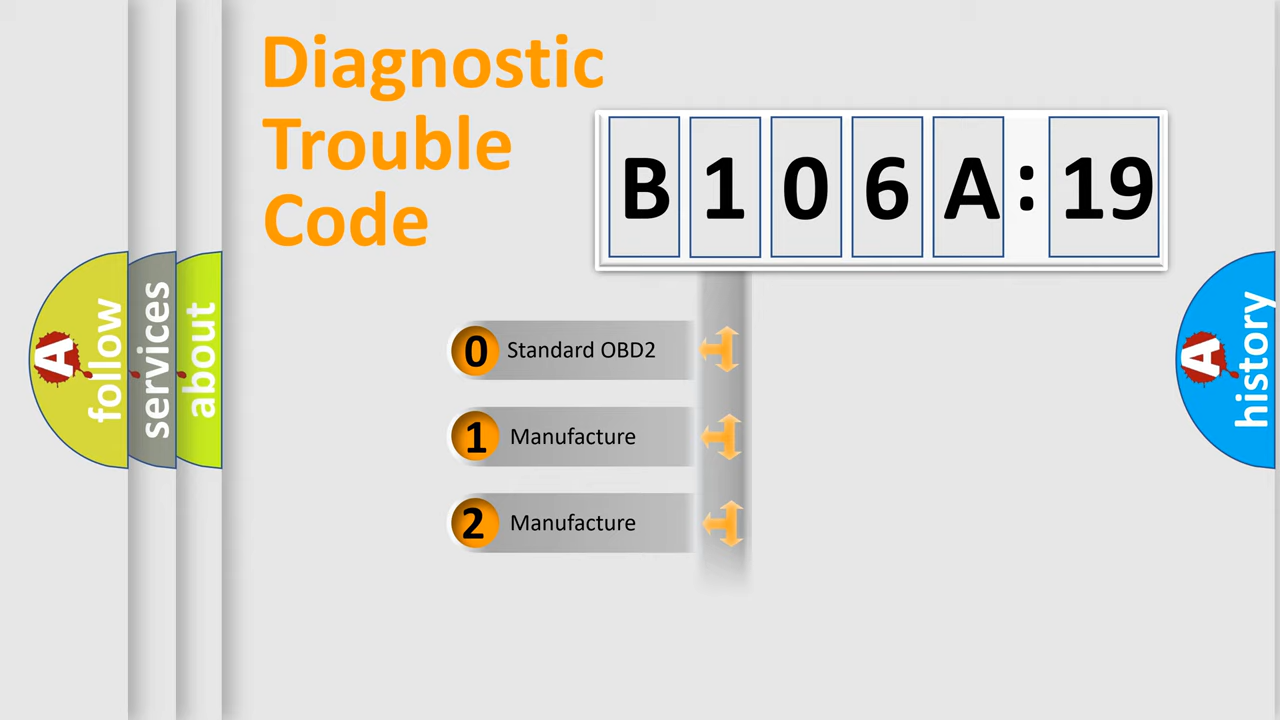 Diagnostic
Trouble
Code
B 1 0 6 A : 19
0 Standard OBD2
1 Manufacture
2 Manufacture
A follow
services
about
A history